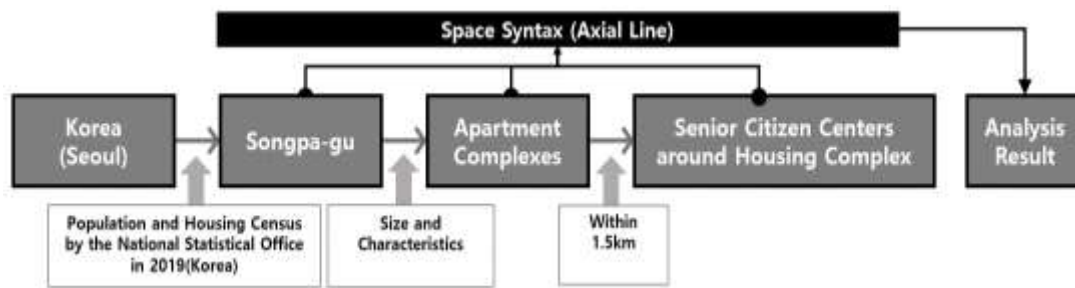 Space Syntax (Axial Line)
Korea
(Seoul)
Songpa-gu
Apartment
Complexes
Senior Citizen Centers
around Housing Complex
Analysis
Result
Population and Housing Census
by the National Statistical Office
in 2019(Korea)
Size and
Characteristics
Within
1.5km